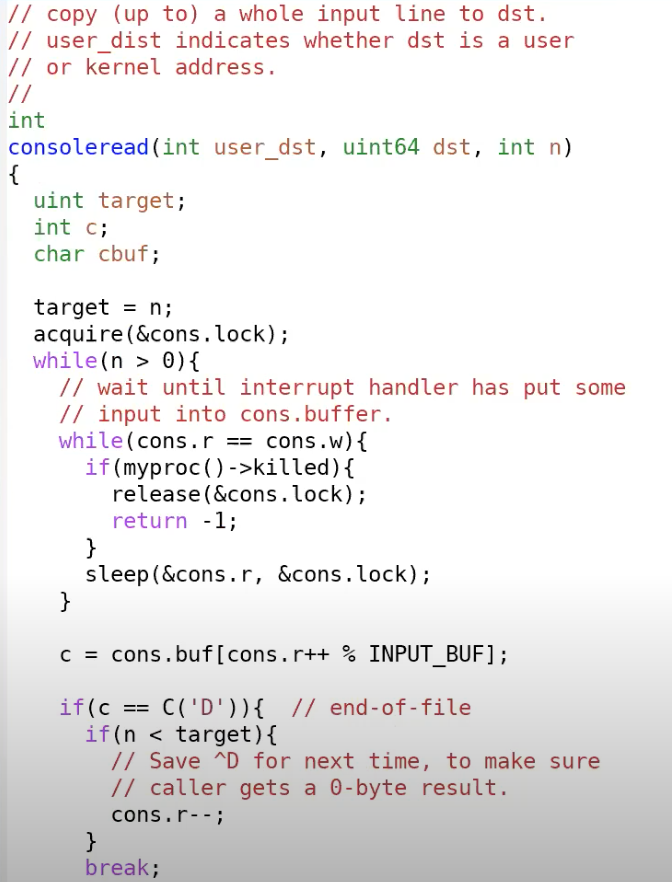 // copy (up to) a whole input line to dst.
// user_dist indicates whether dst is a user
// or kernel address.
//
int
consoleread(int user_dst, uint64 dst, int n)
{
  uint target;
  int c;
  char cbuf;

  target = n;
  acquire(&cons.lock);
  while(n > 0){
    // wait until interrupt handler has put some
    // input into cons.buffer.
    while(cons.r == cons.w){
      if(myproc()->killed){
        release(&cons.lock);
        return -1;
      }
      sleep(&cons.r, &cons.lock);
    }

    c = cons.buf[cons.r++ % INPUT_BUF];

    if(c == C('D')){  // end-of-file
      if(n < target){
        // Save ^D for next time, to make sure
        // caller gets a 0-byte result.
        cons.r--;
      }
      break;